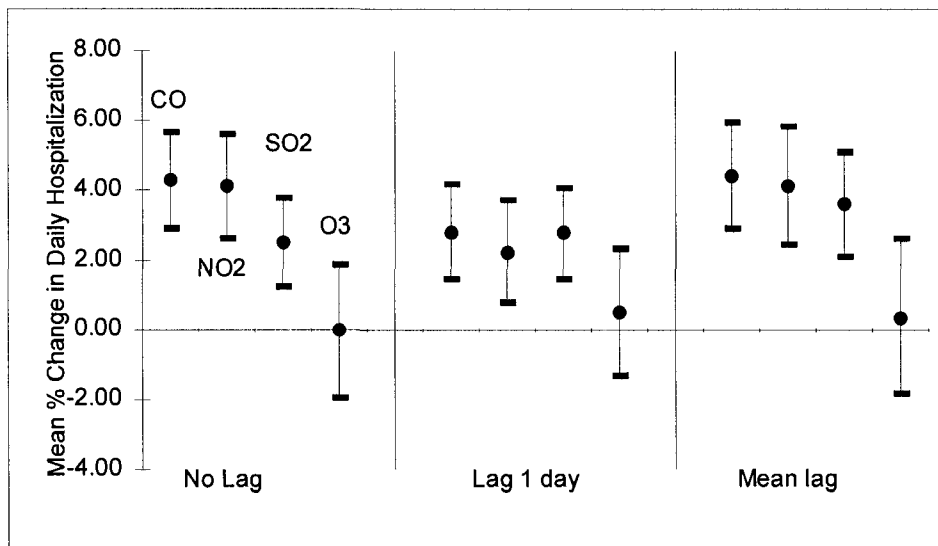 Mean % Change in Daily Hospitalization
8.00
6.00
4.00
2.00
0.00
-2.00
-4.00
CO
NO2
SO2
O3
No Lag
Lag 1 day
Mean lag